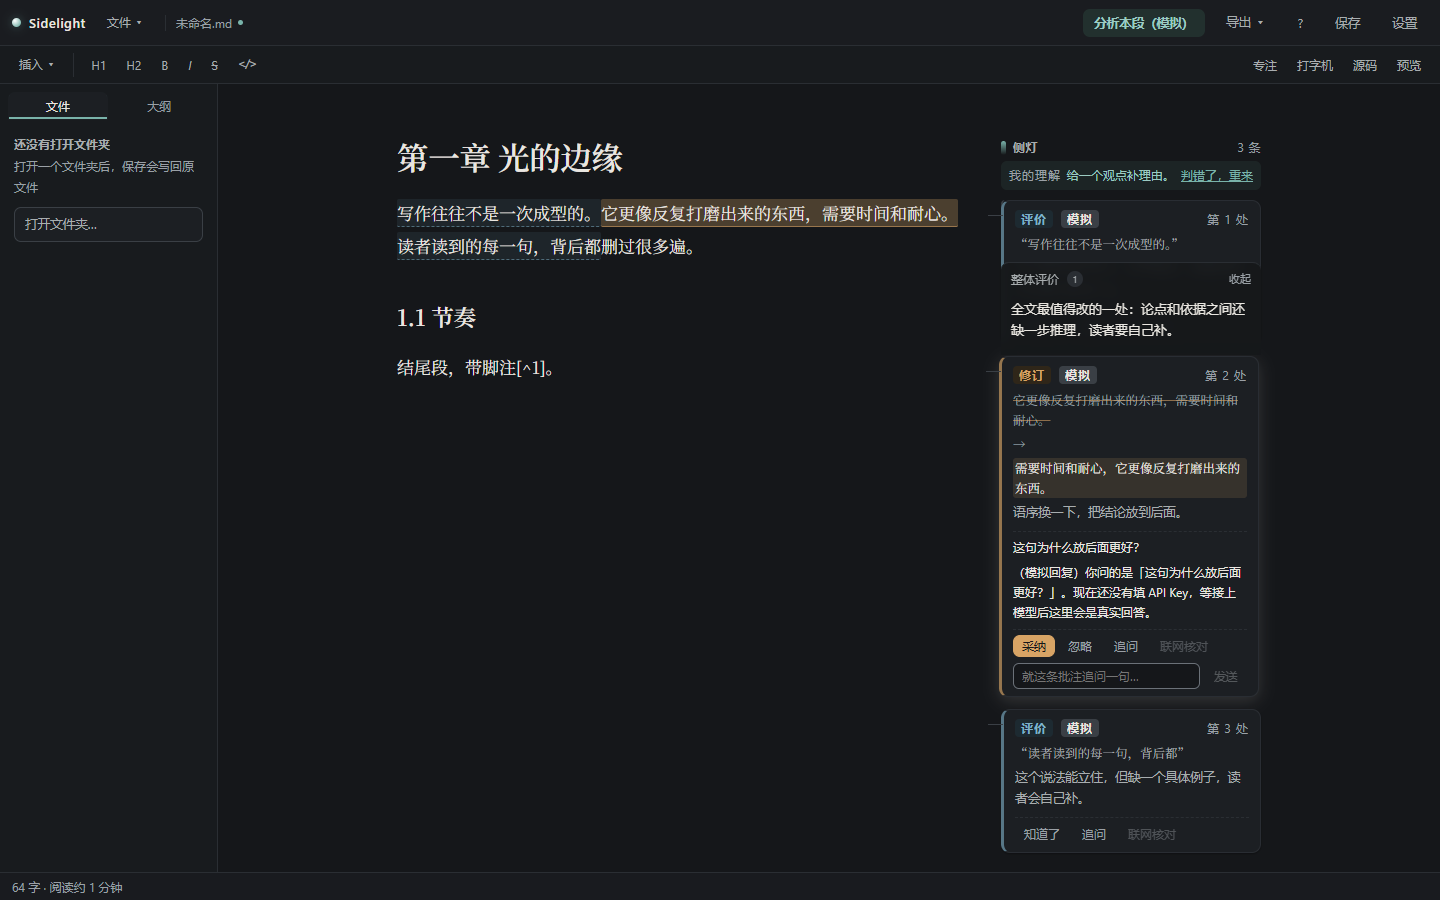 Sidelight 文件 未命名.md 分析本段（模拟） 导出 ? 保存 设置
插入 H1 H2 B I S </> 专注 打字机 源码 预览
文件 大纲
还没有打开文件夹
打开一个文件夹后，保存会写回原
文件
打开文件夹...
第一章 光的边缘
写作往往不是一次成型的。它更像反复打磨出来的东西，需要时间和耐心。
读者读到的每一句，背后都删过很多遍。
1.1 节奏
结尾段，带脚注[^1]。
侧灯 3 条
我的理解 给一个观点补理由。 判错了，重来
评价 模拟 第 1 处
“写作往往不是一次成型的。”
整体评价 1 收起
全文最值得改的一处：论点和依据之间还
缺一步推理，读者要自己补。
修订 模拟 第 2 处
它更像反复打磨出来的东西，需要时间和
耐心。
→
需要时间和耐心，它更像反复打磨出来的
东西。
语序换一下，把结论放到后面。
这句为什么放后面更好？
（模拟回复）你问的是「这句为什么放后面
更好？」。现在还没有填 API Key，等接上
模型后这里会是真实回答。
采纳 忽略 追问 联网核对
就这条批注追问一句... 发送
评价 模拟 第 3 处
“读者读到的每一句，背后都”
这个说法能立住，但缺一个具体例子，读
者会自己补。
知道了 追问 联网核对
64 字 · 阅读约 1 分钟